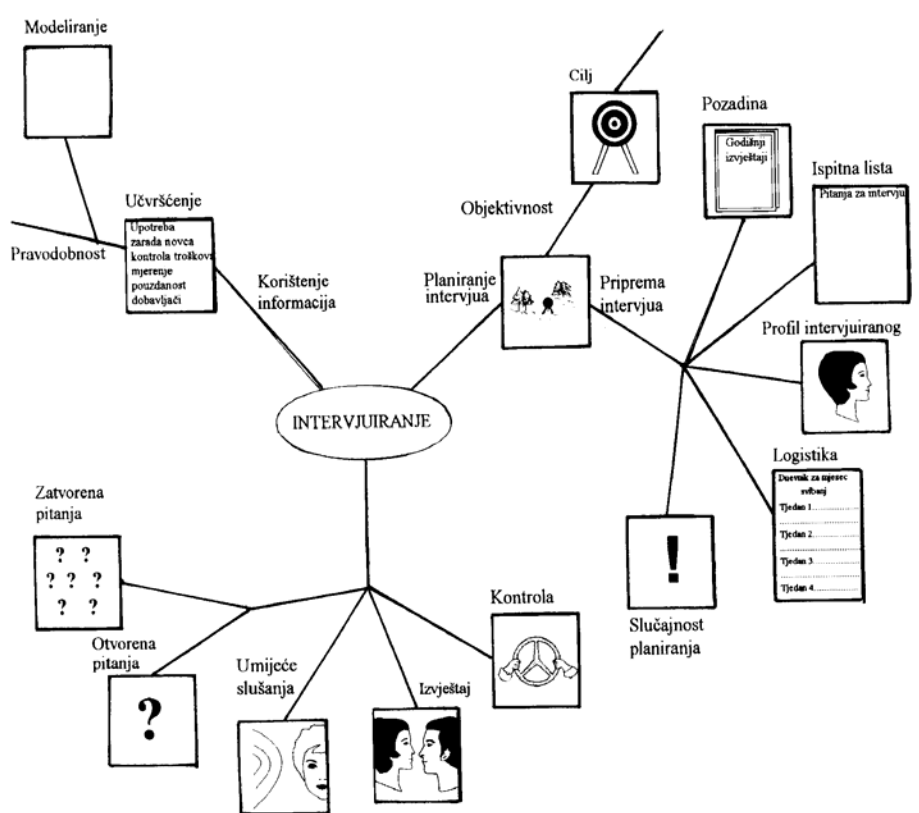 Modeliranje
Cilj
Pozadina
Godišnji
izvještaji
Ispitna lista
Pitanja za intervju
Učvršćenje
Upotreba
zarada novca
kontrola troškova
mjerenje
pouzdanost
dobavljači
Pravodobnost
Korištenje
informacija
Objektivnost
Planiranje
intervjua
Priprema
intervjua
Profil intervjuiranog
INTERVJUIRANJE
Logistika
Dnevnik za mjesec
svibanj
Tjedan 1
Tjedan 2
Tjedan 3
Tjedan 4
!
Slučajnost
planiranja
Zatvorena
pitanja
? ?
? ? ?
? ?
Otvorena
pitanja
?
Umijeće
slušanja
Izvještaj
Kontrola